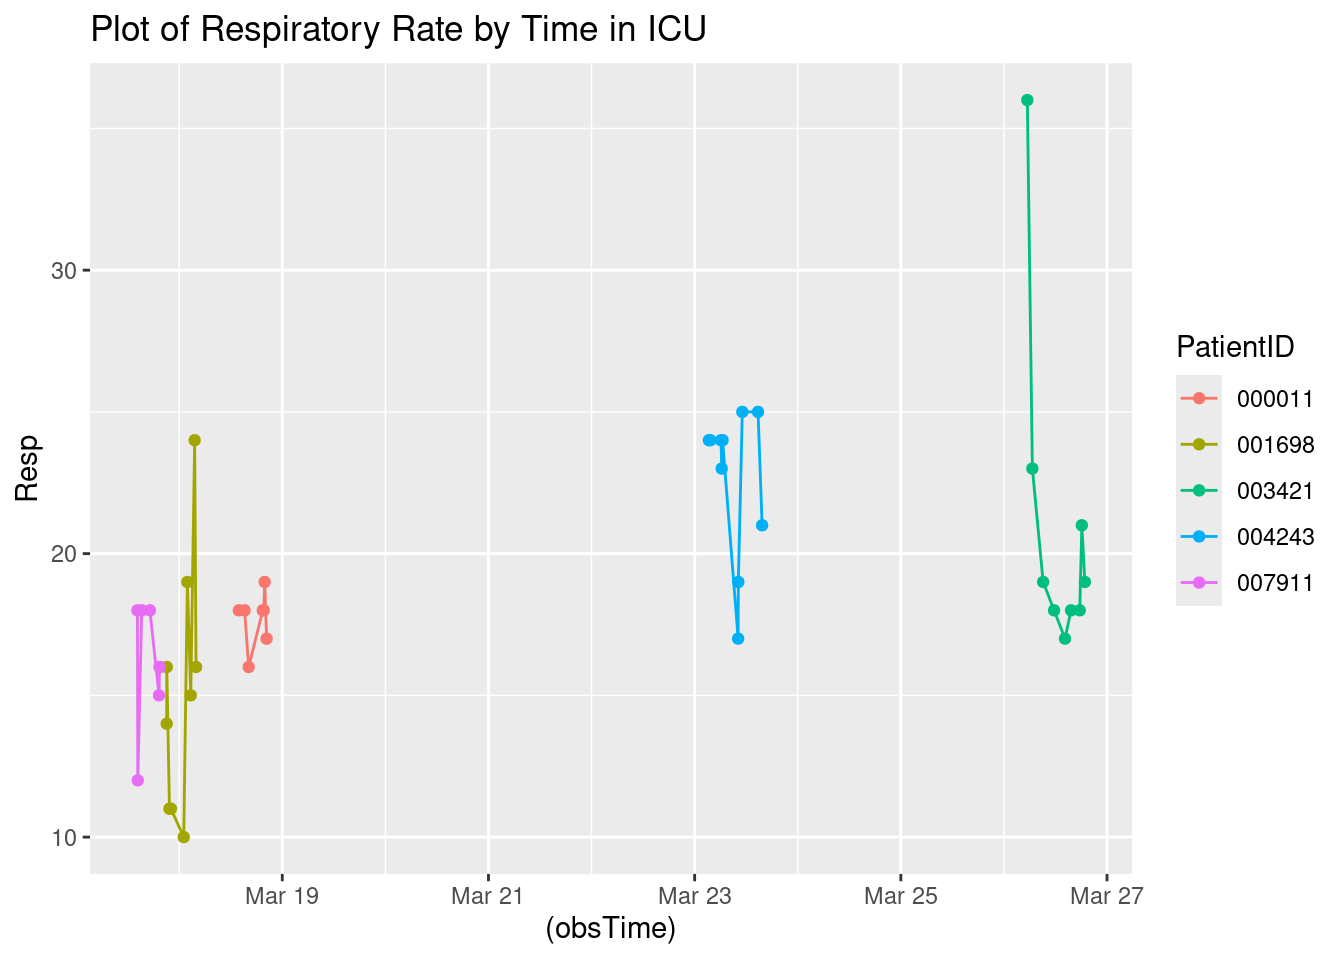 Plot of Respiratory Rate by Time in ICU
Resp
30
20
10
Mar 19 Mar 21 Mar 23 Mar 25 Mar 27
(obsTime)
PatientID
000011
001698
003421
004243
007911